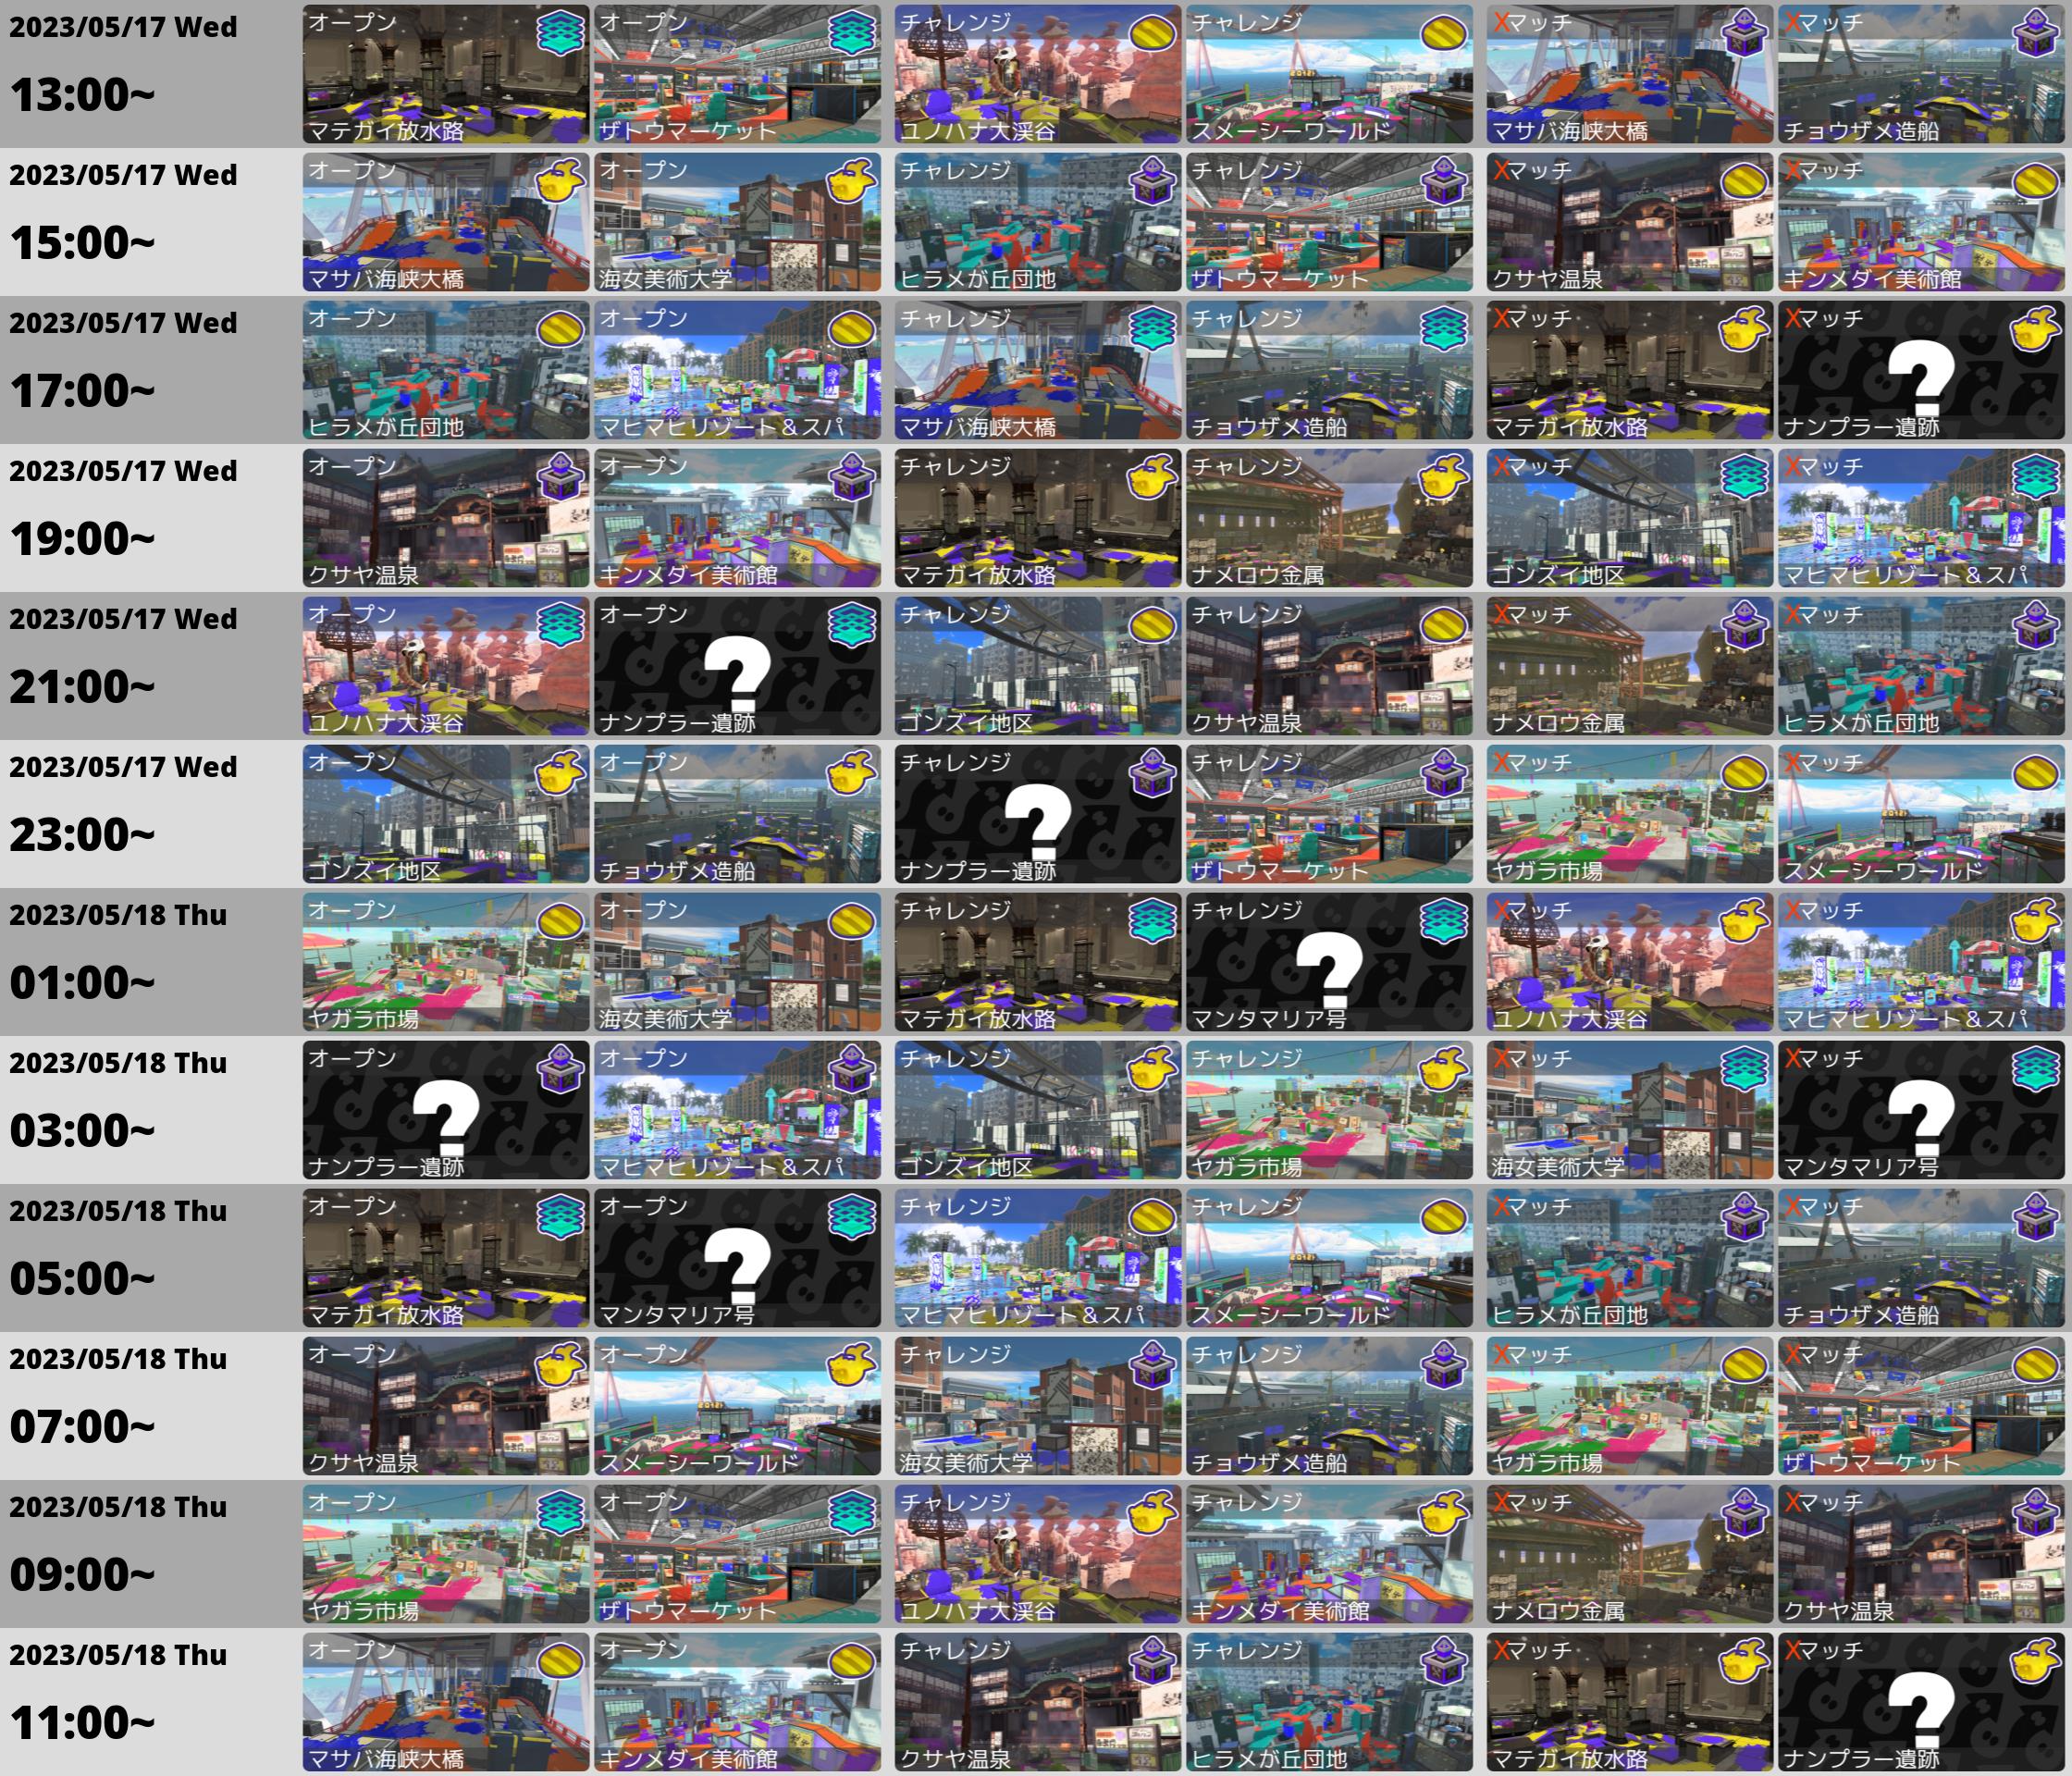 2023/05/17 Wed
13:00~
オープン オープン チャレンジ チャレンジ Xマッチ Xマッチ
マテガイ放水路 ザトウマーケット ユノハナ大渓谷 スメーシーワールド マサバ海峡大橋 チョウザメ造船
2023/05/17 Wed
15:00~
オープン オープン チャレンジ チャレンジ Xマッチ Xマッチ
マサバ海峡大橋 海女美術大学 ヒラメが丘団地 ザトウマーケット クサヤ温泉 キンメダイ美術館
2023/05/17 Wed
17:00~
オープン オープン チャレンジ チャレンジ Xマッチ Xマッチ
ヒラメが丘団地 マヒマヒリゾート&スパ マサバ海峡大橋 チョウザメ造船 マテガイ放水路 ナンプラー遺跡
2023/05/17 Wed
19:00~
オープン オープン チャレンジ チャレンジ Xマッチ Xマッチ
クサヤ温泉 キンメダイ美術館 マテガイ放水路 ナメロウ金属 ゴンズイ地区 マヒマヒリゾート&スパ
2023/05/17 Wed
21:00~
オープン オープン チャレンジ チャレンジ Xマッチ Xマッチ
ユノハナ大渓谷 ナンプラー遺跡 ゴンズイ地区 クサヤ温泉 ナメロウ金属 ヒラメが丘団地
2023/05/17 Wed
23:00~
オープン オープン チャレンジ チャレンジ Xマッチ Xマッチ
ゴンズイ地区 チョウザメ造船 ナンプラー遺跡 ザトウマーケット ヤガラ市場 スメーシーワールド
2023/05/18 Thu
01:00~
オープン オープン チャレンジ チャレンジ Xマッチ Xマッチ
ヤガラ市場 海女美術大学 マテガイ放水路 マンタマリア号 ユノハナ大渓谷 マヒマヒリゾート&スパ
2023/05/18 Thu
03:00~
オープン オープン チャレンジ チャレンジ Xマッチ Xマッチ
ナンプラー遺跡 マヒマヒリゾート&スパ ゴンズイ地区 ヤガラ市場 海女美術大学 マンタマリア号
2023/05/18 Thu
05:00~
オープン オープン チャレンジ チャレンジ Xマッチ Xマッチ
マテガイ放水路 マンタマリア号 マヒマヒリゾート&スパ スメーシーワールド ヒラメが丘団地 チョウザメ造船
2023/05/18 Thu
07:00~
オープン オープン チャレンジ チャレンジ Xマッチ Xマッチ
クサヤ温泉 スメーシーワールド 海女美術大学 チョウザメ造船 ヤガラ市場 ザトウマーケット
2023/05/18 Thu
09:00~
オープン オープン チャレンジ チャレンジ Xマッチ Xマッチ
ヤガラ市場 ザトウマーケット ユノハナ大渓谷 キンメダイ美術館 ナメロウ金属 クサヤ温泉
2023/05/18 Thu
11:00~
オープン オープン チャレンジ チャレンジ Xマッチ Xマッチ
マサバ海峡大橋 キンメダイ美術館 クサヤ温泉 ヒラメが丘団地 マテガイ放水路 ナンプラー遺跡